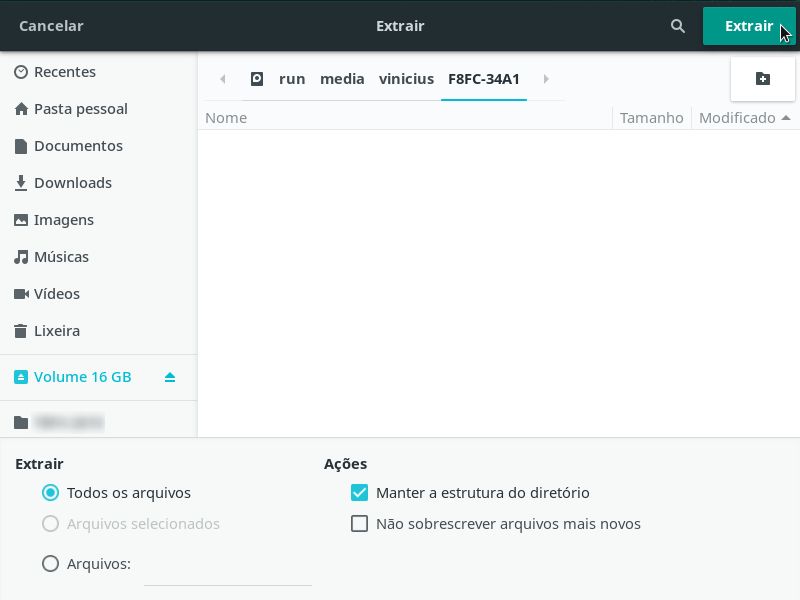 Cancelar Extrair Extrair
Recentes
Pasta pessoal
Documentos
Downloads
Imagens
Músicas
Vídeos
Lixeira
Volume 16 GB
run media vinicius F8FC-34A1
Nome Tamanho Modificado
Extrair
Todos os arquivos
Arquivos selecionados
Arquivos:
Ações
Manter a estrutura do diretório
Não sobrescrever arquivos mais novos